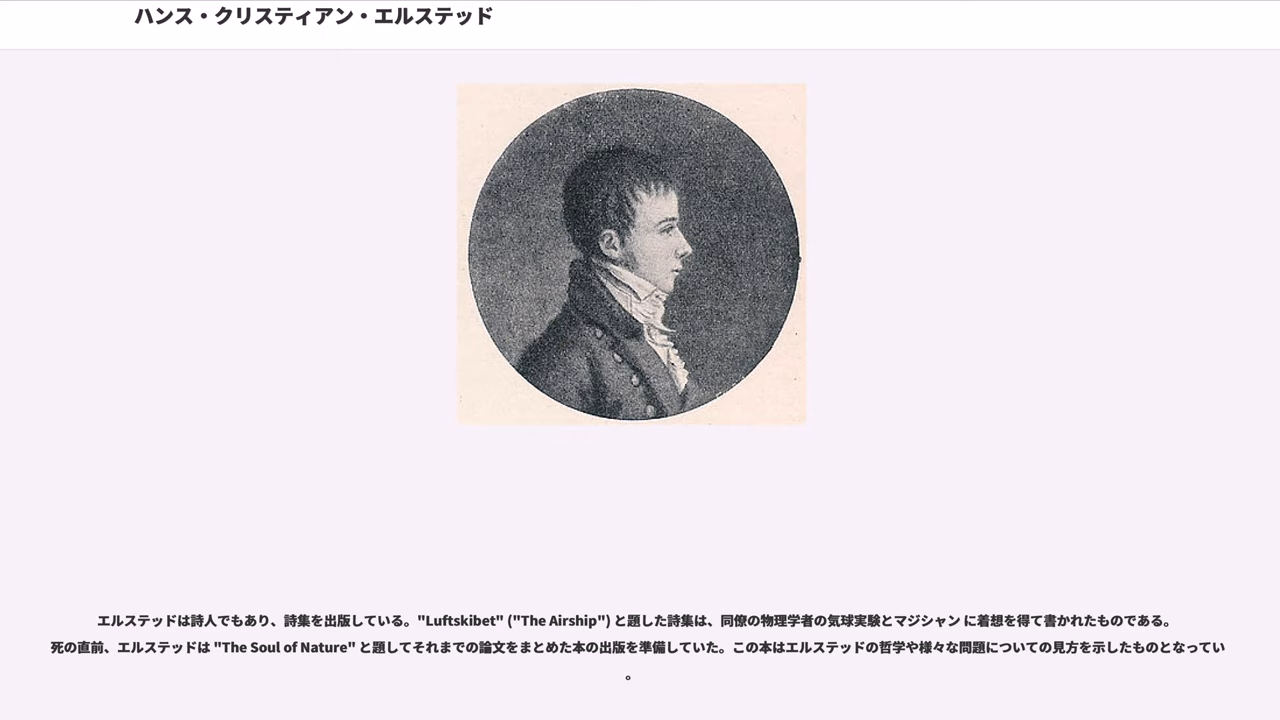 ハンス・クリスティアン・エルステッド
エルステッドは詩人でもあり、詩集を出版している。"Luftskibet" ("The Airship") と題した詩集は、同僚の物理学者の気球実験とマジシャン に着想を得て書かれたものである。
死の直前、エルステッドは "The Soul of Nature" と題してそれまでの論文をまとめた本の出版を準備していた。この本はエルステッドの哲学や様々な問題についての見方を示したものとなってい
。